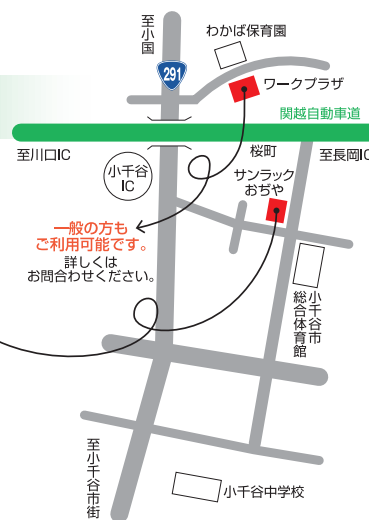 至小国
わかば保育園
291
ワークプラザ
関越自動車道
至川口IC
桜町
至長岡IC
小千谷
IC
サンラック
おぢや
一般の方も
ご利用可能です。
詳しくは
お問合わせください。
小千谷市
総合体育館
至小千谷市街
小千谷中学校